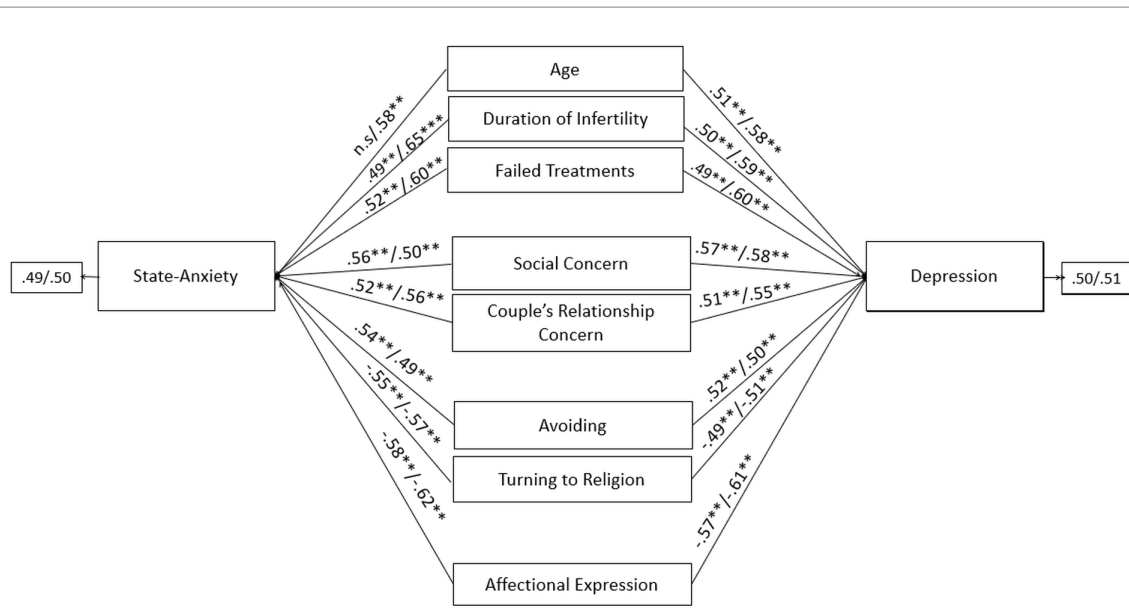 Age
n.s/.58**
.51**/.58**
Duration of Infertility
.49**/.65***
.50**/.59**
Failed Treatments
.52**/.60**
.49**/.60**
.56**/.50**
Social Concern
.57**/.58**
.49/.50
State-Anxiety
Depression
.50/.51
.52**/.56**
Couple's Relationship
Concern
.51**/.55**
.54**/.49**
Avoiding
.52**/.50**
-.55**/-.57**
Turning to Religion
-.49**/-.51**
-.58**/-.62**
Affectional Expression
-.57**/-.61**